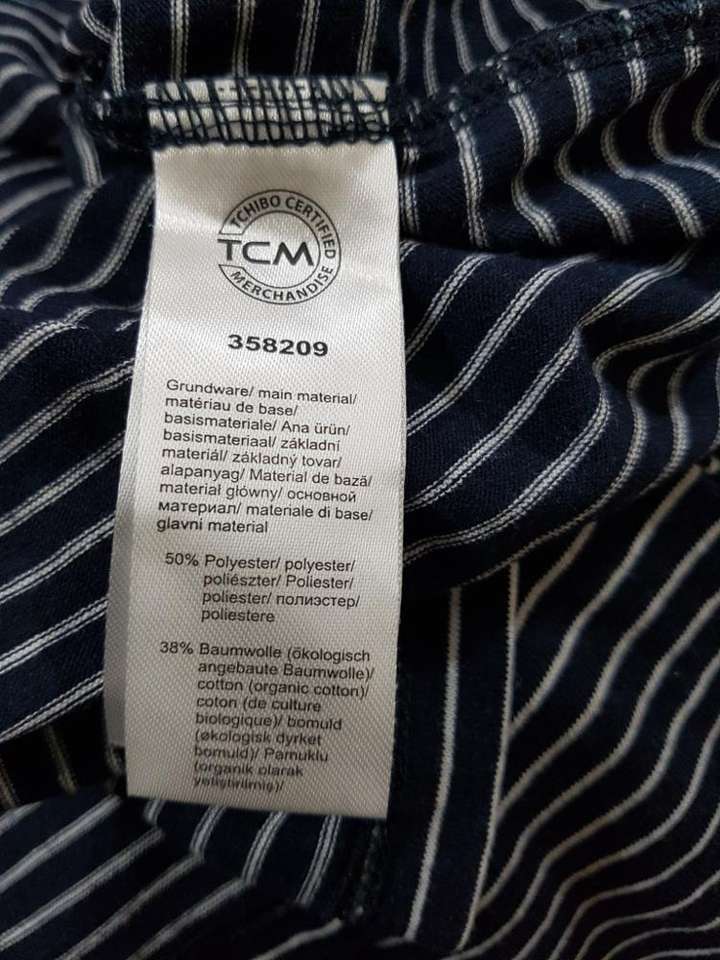 TCHIBO CERTIFIED
TCM
MERCHANDISE
358209
Grundware/ main material/
matériau de base/
basismateriale/ Ana ürün/
basismateriaal/ základní
materiál/ základný tovar/
alapanyag/ Material de bază/
materiał główny/ основной
материал/ materiale di base/
glavni material
50% Polyester/ polyester/
poliészter/ Poliester/
poliester/ полиэстер/
poliestere
38% Baumwolle (ökologisch
angebaute Baumwolle)/
cotton (organic cotton)/
coton (de culture
biologique)/ bomuld
(økologisk dyrket
bomuld)/ Pamuklu
(organik olarak
yetiştirilmiş)/